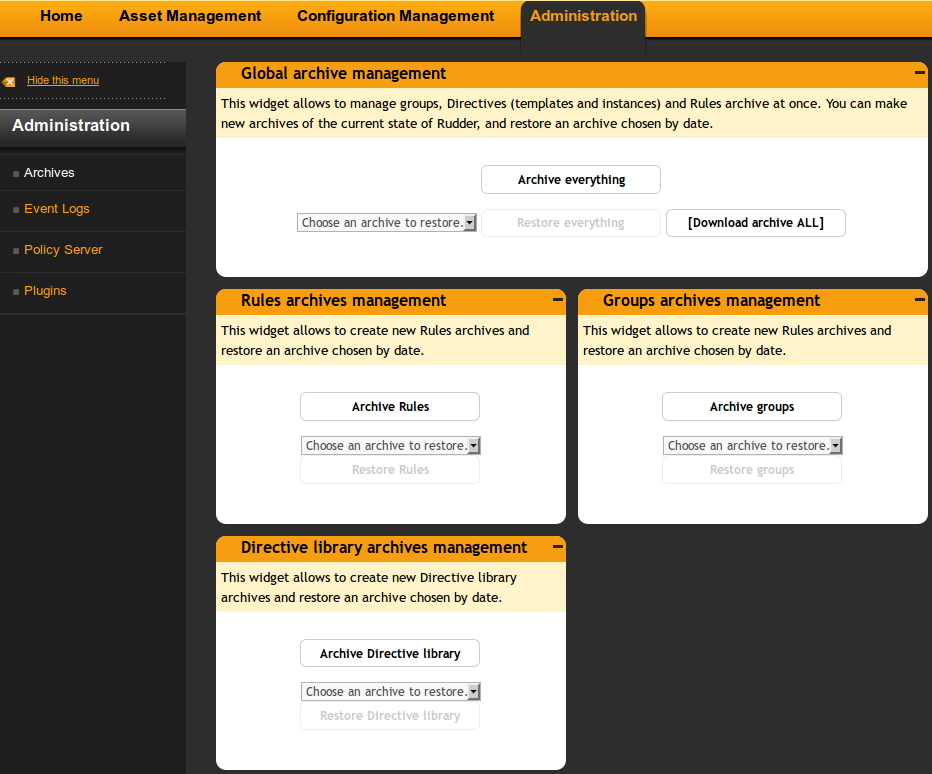 Home Asset Management Configuration Management Administration
Hide this menu
Administration
Archives
Event Logs
Policy Server
Plugins
Global archive management
This widget allows to manage groups, Directives (templates and instances) and Rules archive at once. You can make
new archives of the current state of Rudder, and restore an archive chosen by date.
Archive everything
Choose an archive to restore. Restore everything [Download archive ALL]
Rules archives management
This widget allows to create new Rules archives and
restore an archive chosen by date.
Archive Rules
Choose an archive to restore.
Restore Rules
Groups archives management
This widget allows to create new Rules archives and
restore an archive chosen by date.
Archive groups
Choose an archive to restore.
Restore groups
Directive library archives management
This widget allows to create new Directive library
archives and restore an archive chosen by date.
Archive Directive library
Choose an archive to restore.
Restore Directive library